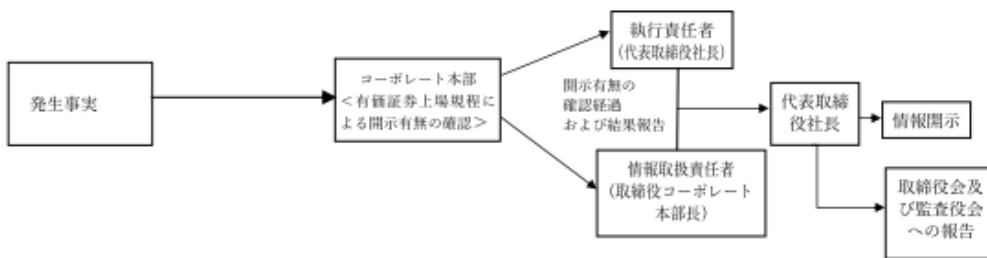 発生事実
コーポレート本部
＜有価証券上場規程に
よる開示有無の確認＞
執行責任者
（代表取締役社長）
開示有無の
確認経過
および結果報告
情報取扱責任者
（取締役コーポレート
本部長）
代表取締
役社長
情報開示
取締役会及
び監査役会
への報告